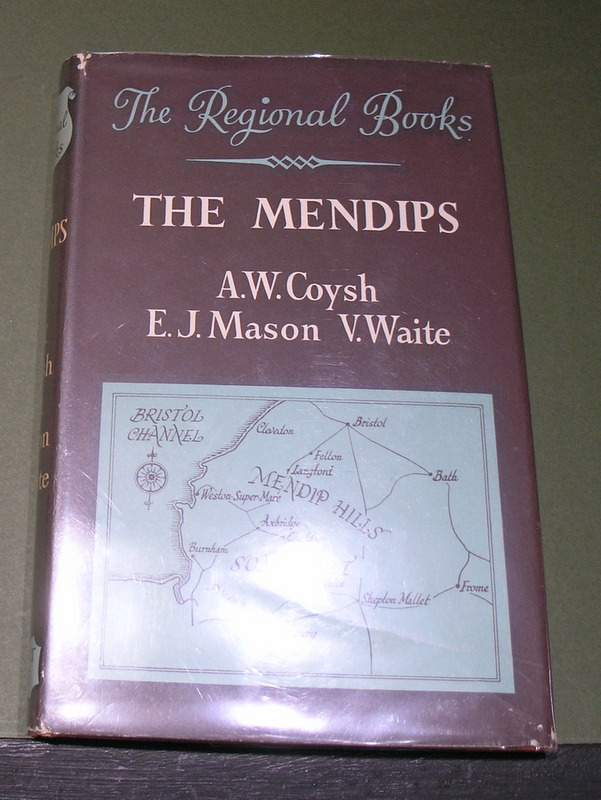 The Regional Books
THE MENDIPS
A.W.Coysh
E.J.Mason V.Waite
BRISTOL
CHANNEL
Clevedon
Bristol
Felton
Langford
Bath
MENDIP HILLS
Weston-Super-Mare
Axbridge
Burnham
Shepton Mallet
Frome